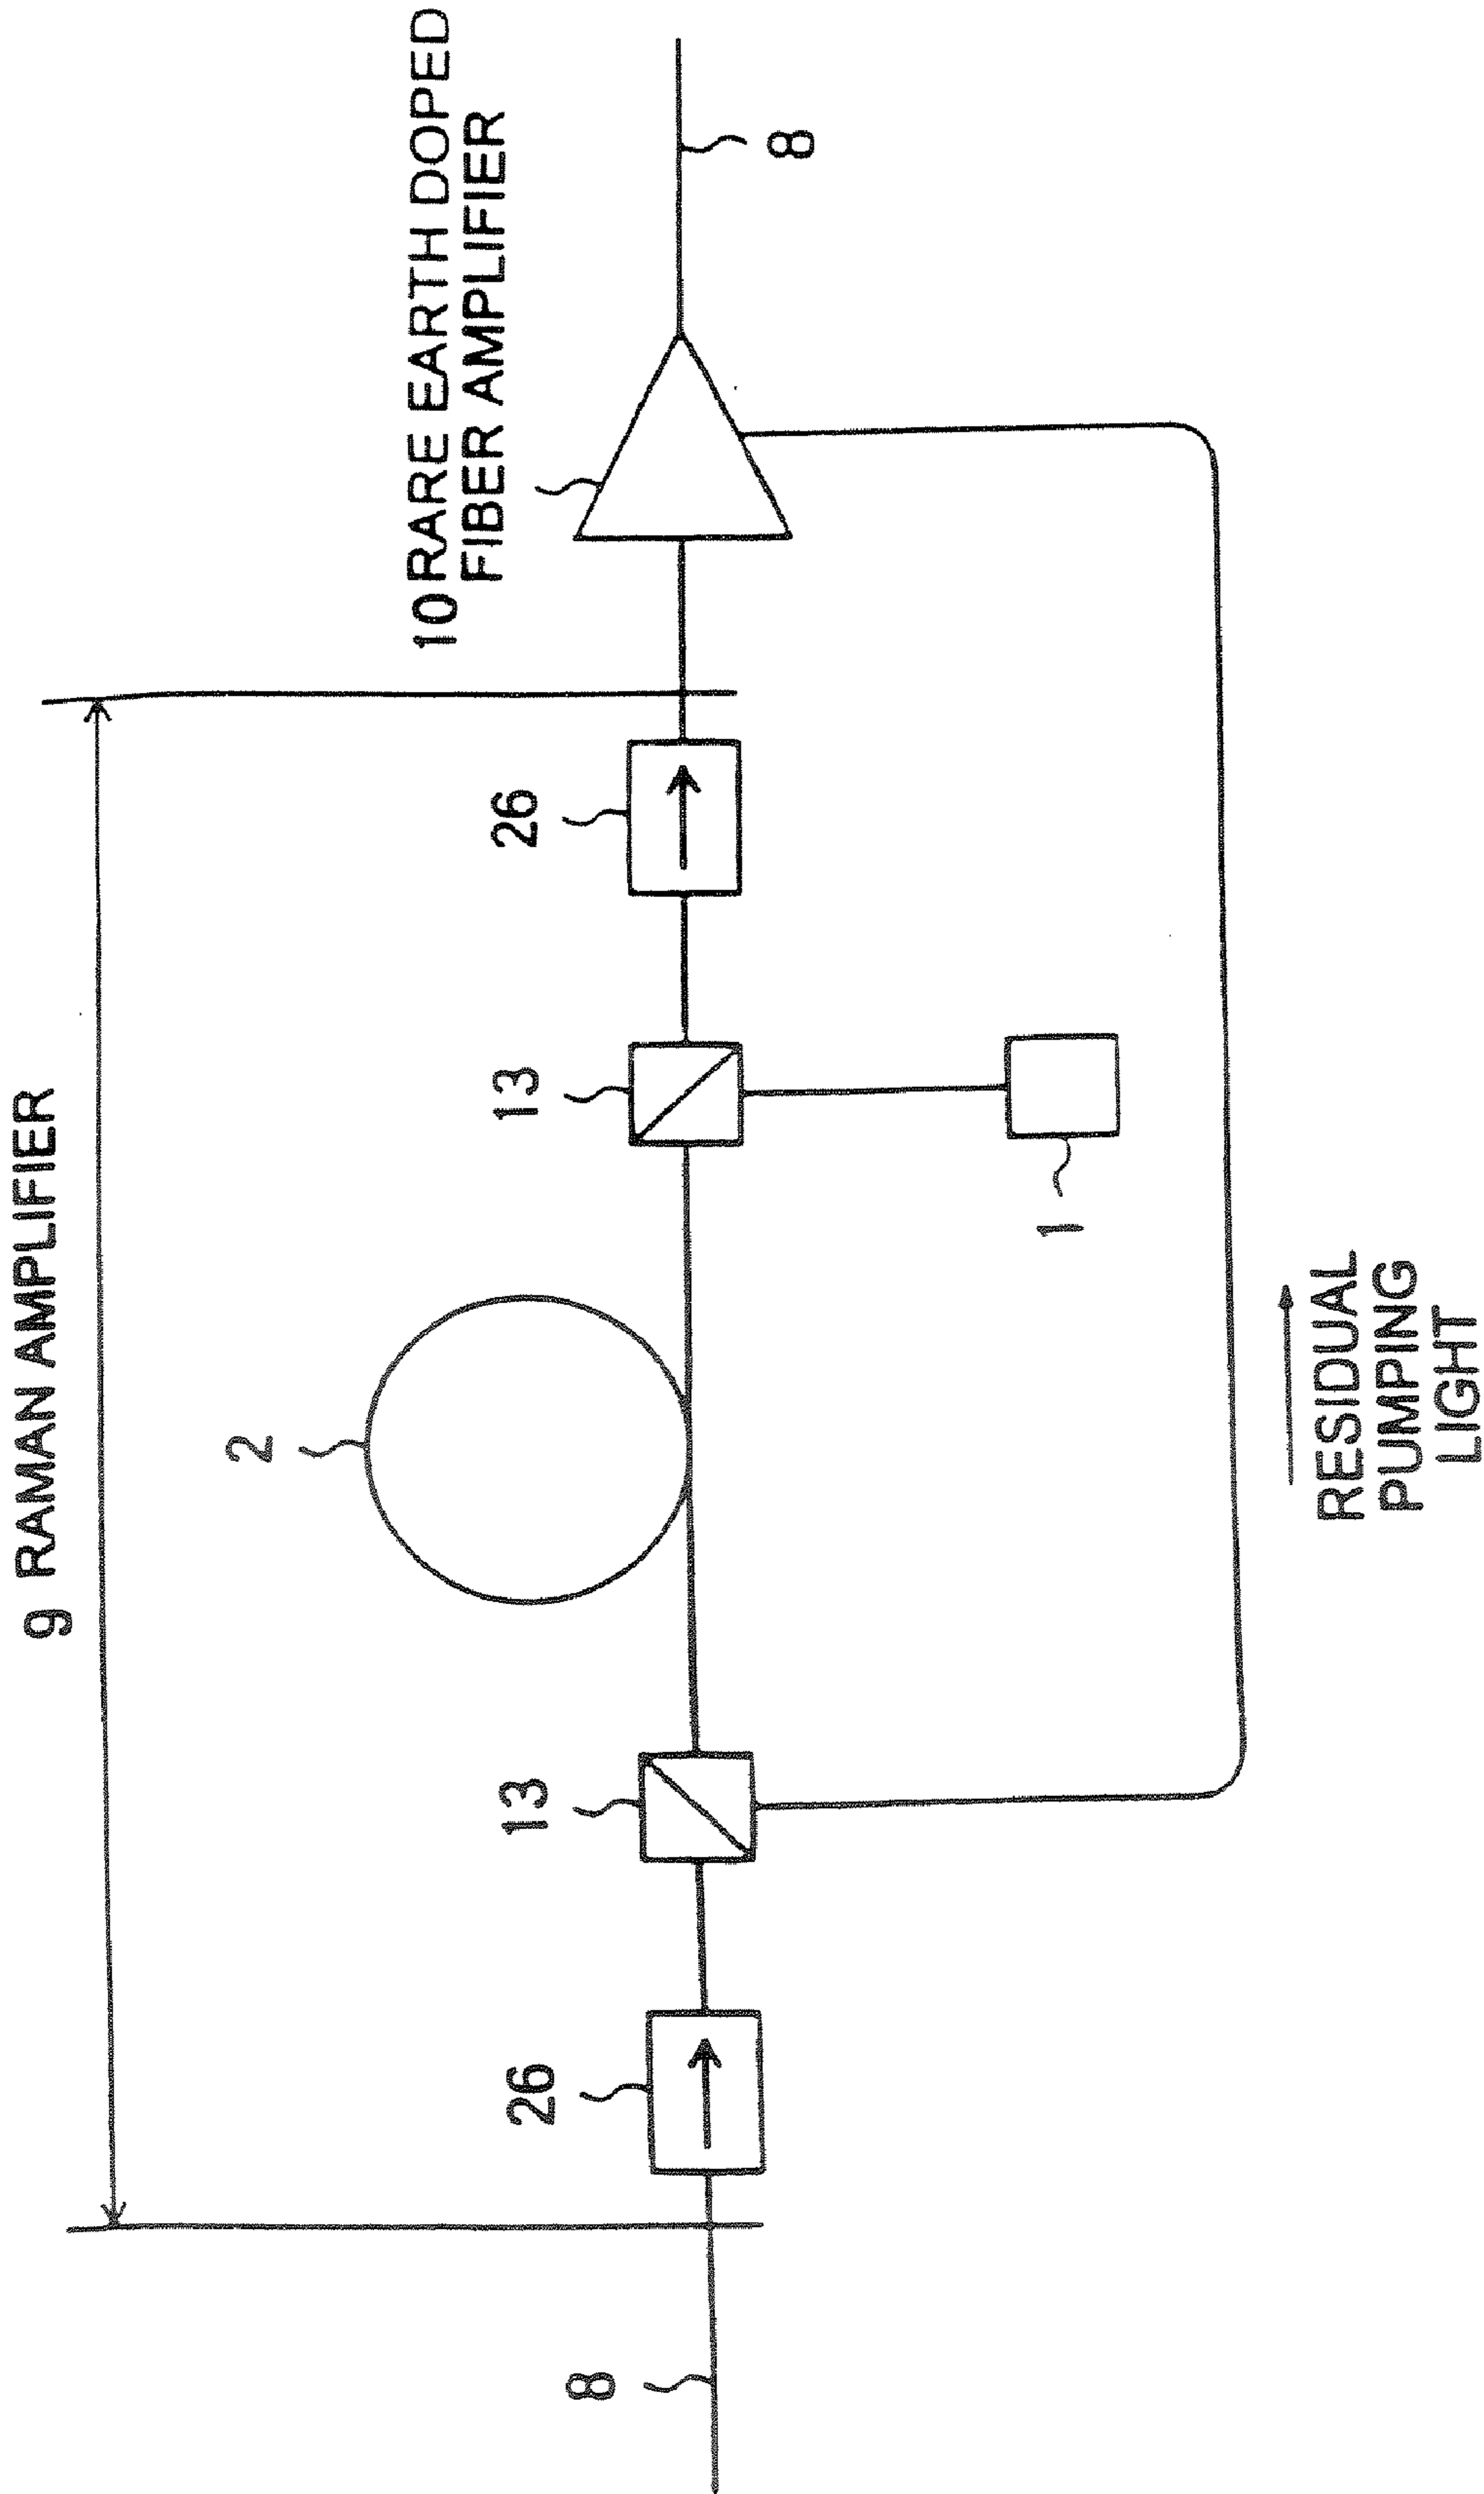 9 RAMAN AMPLIFIER
10 RARE EARTH DOPED
FIBER AMPLIFIER
2
26
13
13
26
8
8
1
RESIDUAL
PUMPING
LIGHT